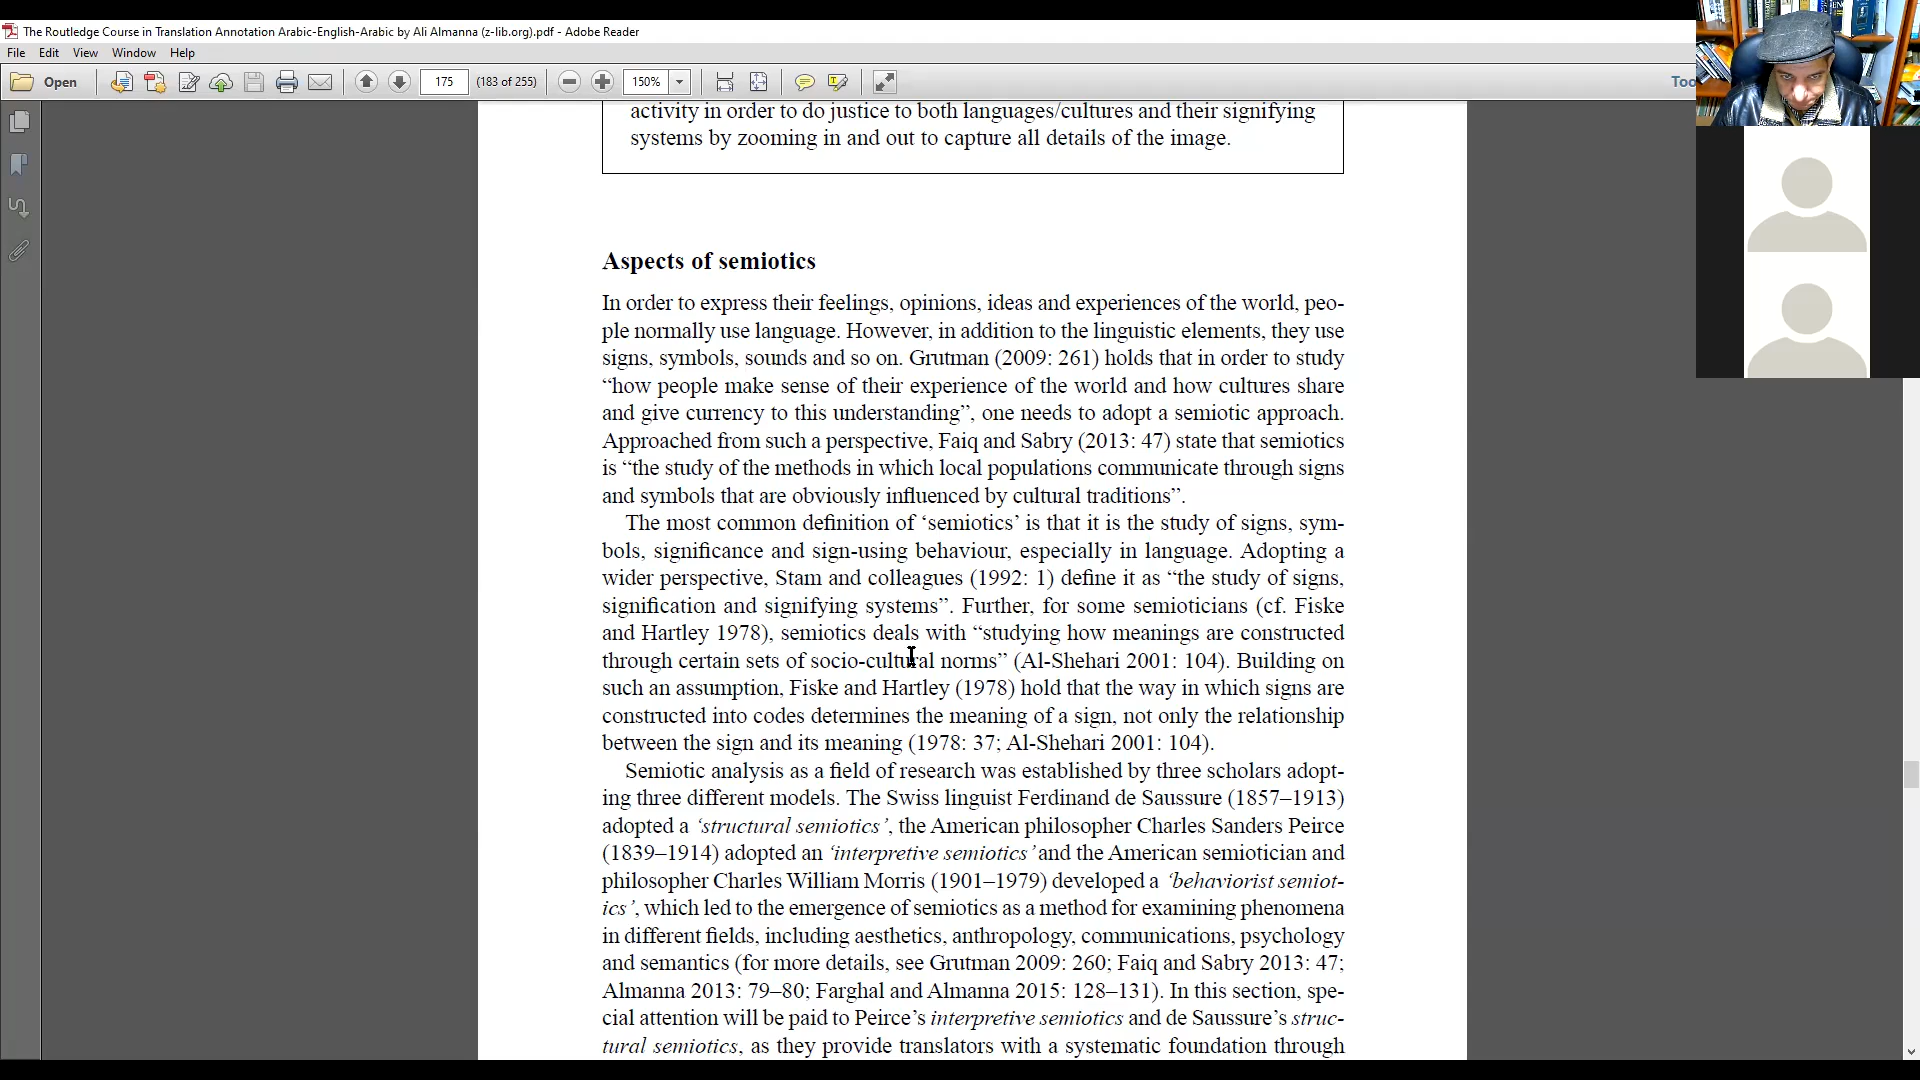 The Routledge Course in Translation Annotation Arabic-English-Arabic by Ali Almanna (z-lib.org).pdf - Adobe Reader
File Edit View Window Help
Open 175 (183 of 255) 150%
activity in order to do justice to both languages/cultures and their signifying
systems by zooming in and out to capture all details of the image.
Aspects of semiotics
In order to express their feelings, opinions, ideas and experiences of the world, peo-
ple normally use language. However, in addition to the linguistic elements, they use
signs, symbols, sounds and so on. Grutman (2009: 261) holds that in order to study
“how people make sense of their experience of the world and how cultures share
and give currency to this understanding”, one needs to adopt a semiotic approach.
Approached from such a perspective, Faiq and Sabry (2013: 47) state that semiotics
is “the study of the methods in which local populations communicate through signs
and symbols that are obviously influenced by cultural traditions”.
The most common definition of ‘semiotics’ is that it is the study of signs, sym-
bols, significance and sign-using behaviour, especially in language. Adopting a
wider perspective, Stam and colleagues (1992: 1) define it as “the study of signs,
signification and signifying systems”. Further, for some semioticians (cf. Fiske
and Hartley 1978), semiotics deals with “studying how meanings are constructed
through certain sets of socio-cultural norms” (Al-Shehari 2001: 104). Building on
such an assumption, Fiske and Hartley (1978) hold that the way in which signs are
constructed into codes determines the meaning of a sign, not only the relationship
between the sign and its meaning (1978: 37; Al-Shehari 2001: 104).
Semiotic analysis as a field of research was established by three scholars adopt-
ing three different models. The Swiss linguist Ferdinand de Saussure (1857–1913)
adopted a ‘structural semiotics’, the American philosopher Charles Sanders Peirce
(1839–1914) adopted an ‘interpretive semiotics’ and the American semiotician and
philosopher Charles William Morris (1901–1979) developed a ‘behaviorist semiot-
ics’, which led to the emergence of semiotics as a method for examining phenomena
in different fields, including aesthetics, anthropology, communications, psychology
and semantics (for more details, see Grutman 2009: 260; Faiq and Sabry 2013: 47;
Almanna 2013: 79–80; Farghal and Almanna 2015: 128–131). In this section, spe-
cial attention will be paid to Peirce’s interpretive semiotics and de Saussure’s struc-
tural semiotics, as they provide translators with a systematic foundation through